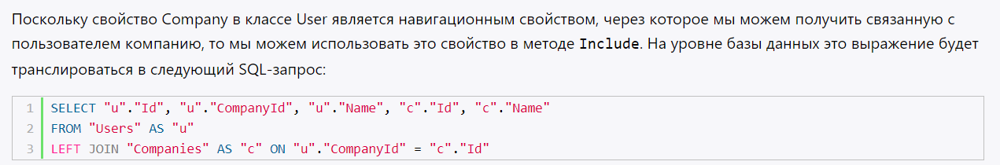 Поскольку свойство Company в классе User является навигационным свойством, через которое мы можем получить связанную с
пользователем компанию, то мы можем использовать это свойство в методе Include. На уровне базы данных это выражение будет
транслироваться в следующий SQL-запрос:
1 SELECT "u"."Id", "u"."CompanyId", "u"."Name", "c"."Id", "c"."Name"
2 FROM "Users" AS "u"
3 LEFT JOIN "Companies" AS "c" ON "u"."CompanyId" = "c"."Id"